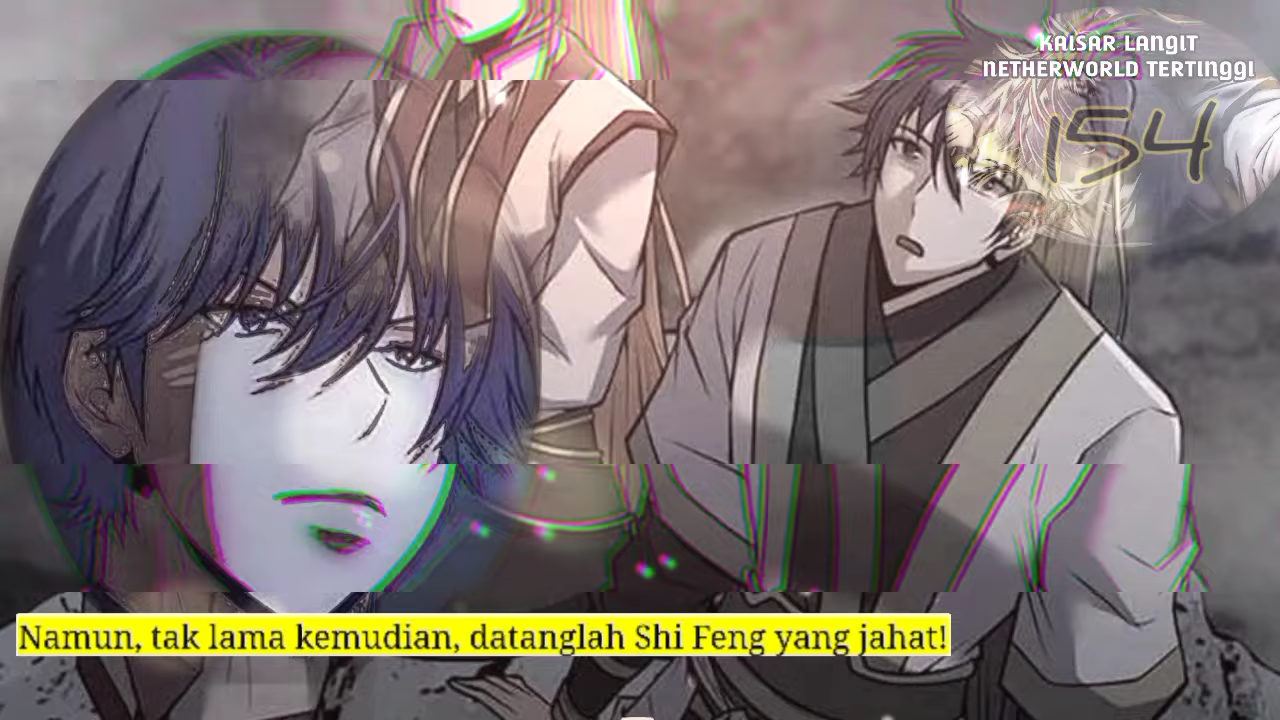 KAISAR LANGIT
NETHERWORLD TERTINGGI
154
Namun, tak lama kemudian, datanglah Shi Feng yang jahat!